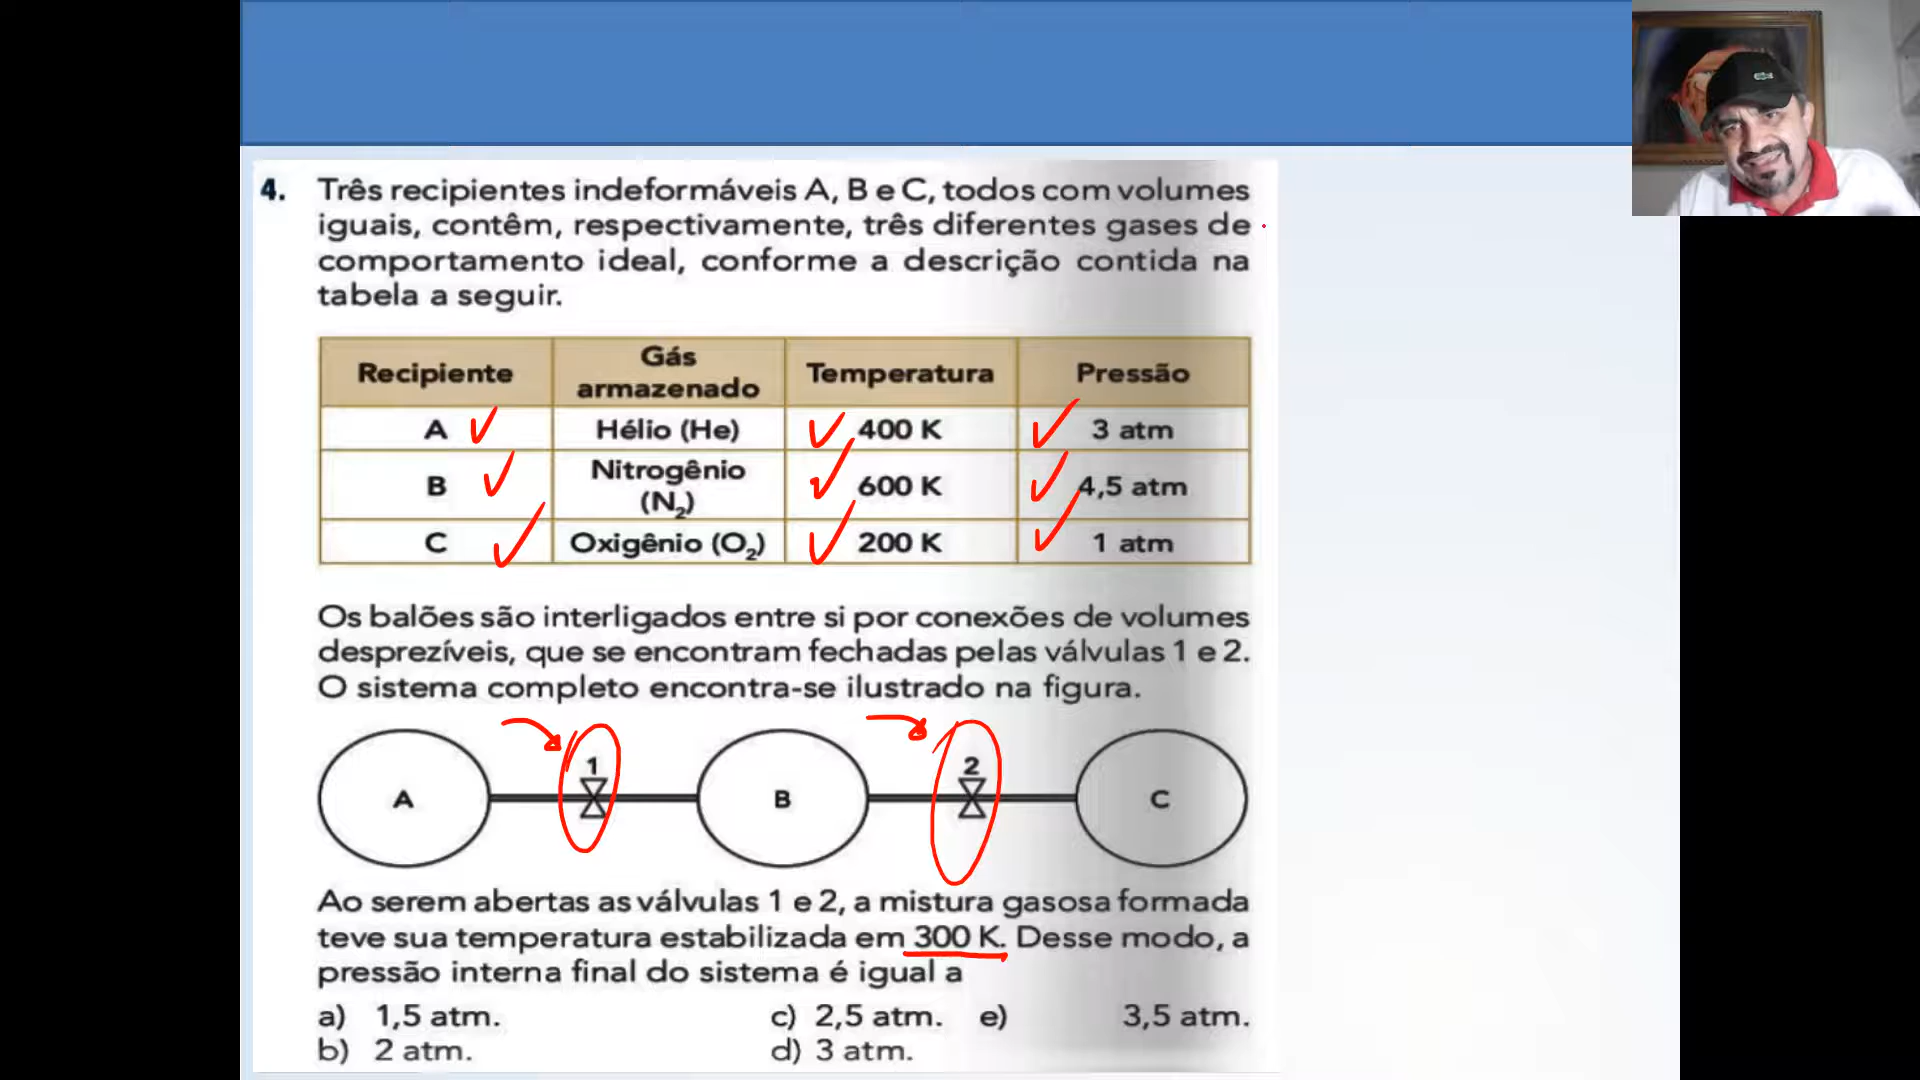 4. Três recipientes indeformáveis A, B e C, todos com volumes
iguais, contêm, respectivamente, três diferentes gases de
comportamento ideal, conforme a descrição contida na
tabela a seguir.
Recipiente Gás armazenado Temperatura Pressão
A Hélio (He) 400 K 3 atm
B Nitrogênio (N₂) 600 K 4,5 atm
C Oxigênio (O₂) 200 K 1 atm
Os balões são interligados entre si por conexões de volumes
desprezíveis, que se encontram fechadas pelas válvulas 1 e 2.
O sistema completo encontra-se ilustrado na figura.
1 2
A B C
Ao serem abertas as válvulas 1 e 2, a mistura gasosa formada
teve sua temperatura estabilizada em 300 K. Desse modo, a
pressão interna final do sistema é igual a
a) 1,5 atm. c) 2,5 atm. e) 3,5 atm.
b) 2 atm. d) 3 atm.